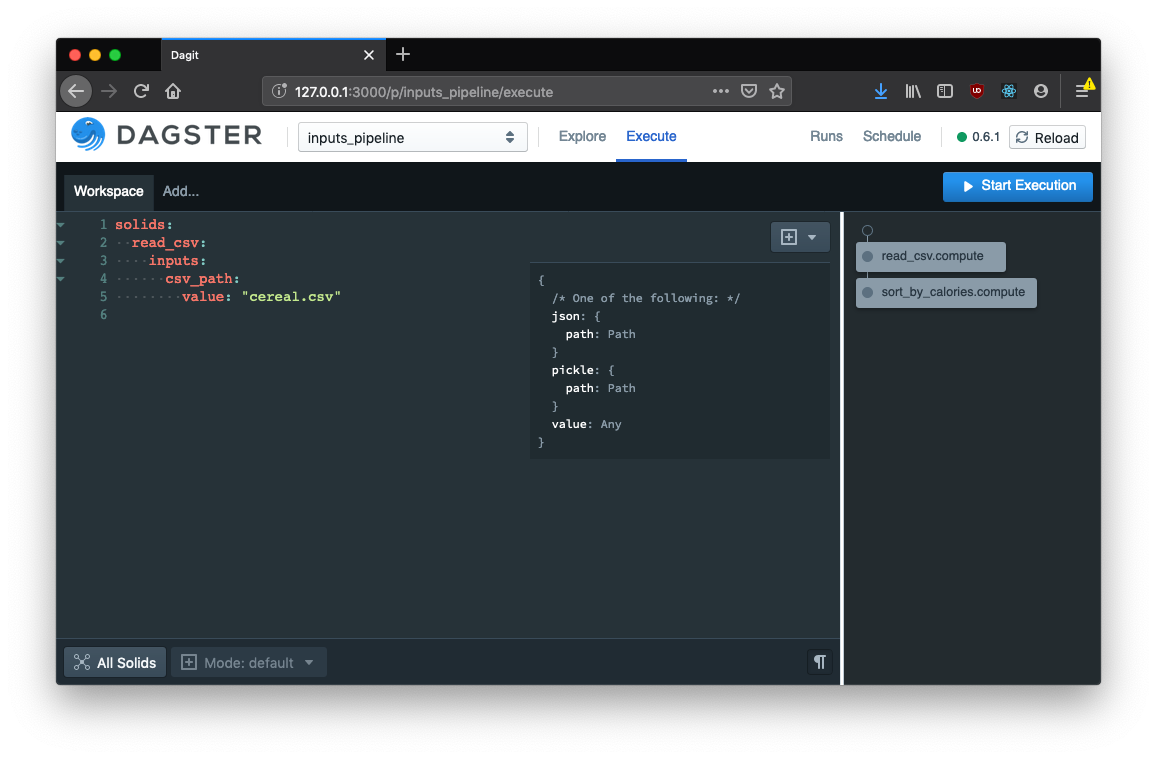 Dagit
127.0.0.1:3000/p/inputs_pipeline/execute
DAGSTER
inputs_pipeline
Explore
Execute
Runs
Schedule
0.6.1
Reload
Workspace
Add...
Start Execution
1 solids:
2 ··read_csv:
3 ····inputs:
4 ······csv_path:
5 ········value: "cereal.csv"
6
{
/* One of the following: */
json: {
path: Path
}
pickle: {
path: Path
}
value: Any
}
read_csv.compute
sort_by_calories.compute
All Solids
Mode: default
¶